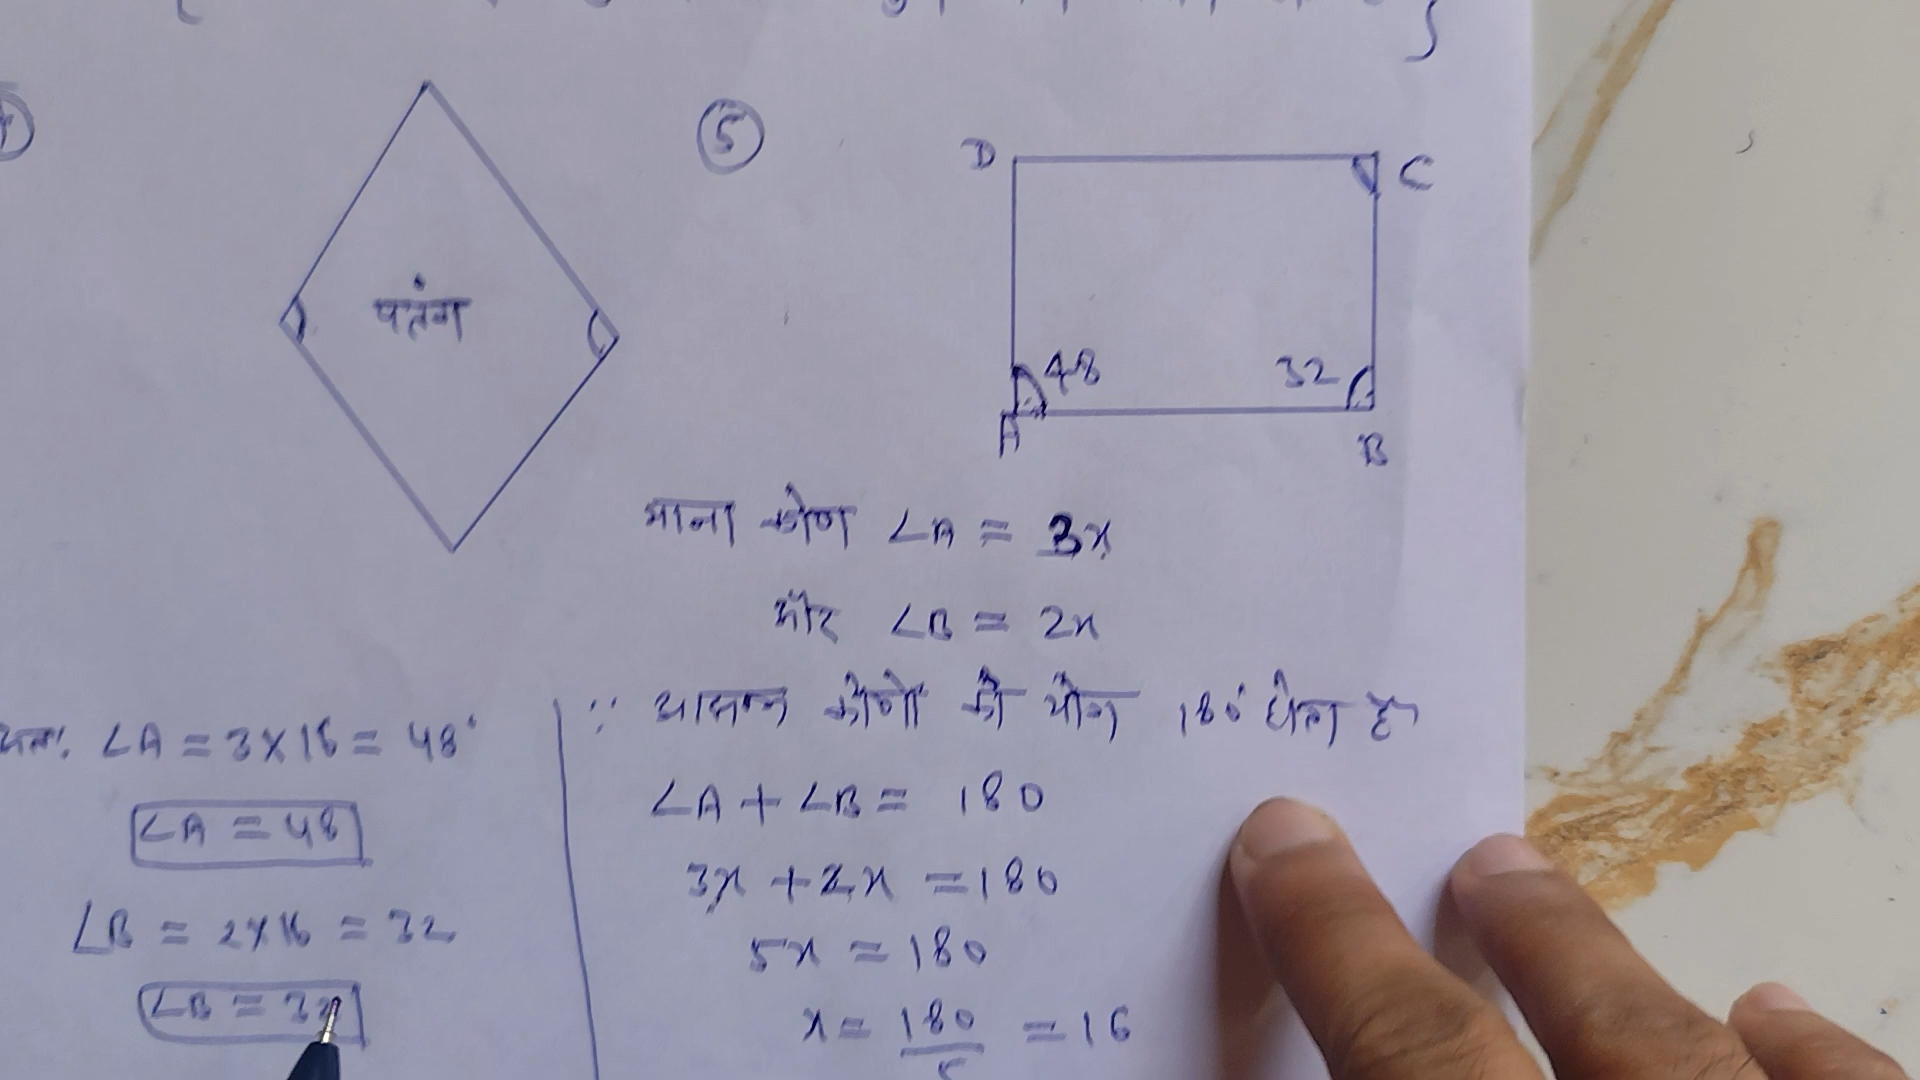 पतंग
5
D
C
48
32
A
B
माना कोण ∠A = 3x
और ∠B = 2x
∵ आसन्न कोणों का योग 180° होता है
∠A + ∠B = 180
3x + 2x = 180
5x = 180
x = 180/5 = 16
अतः ∠A = 3 × 16 = 48°
∠A = 48
∠B = 2 × 16 = 32
∠B = 32